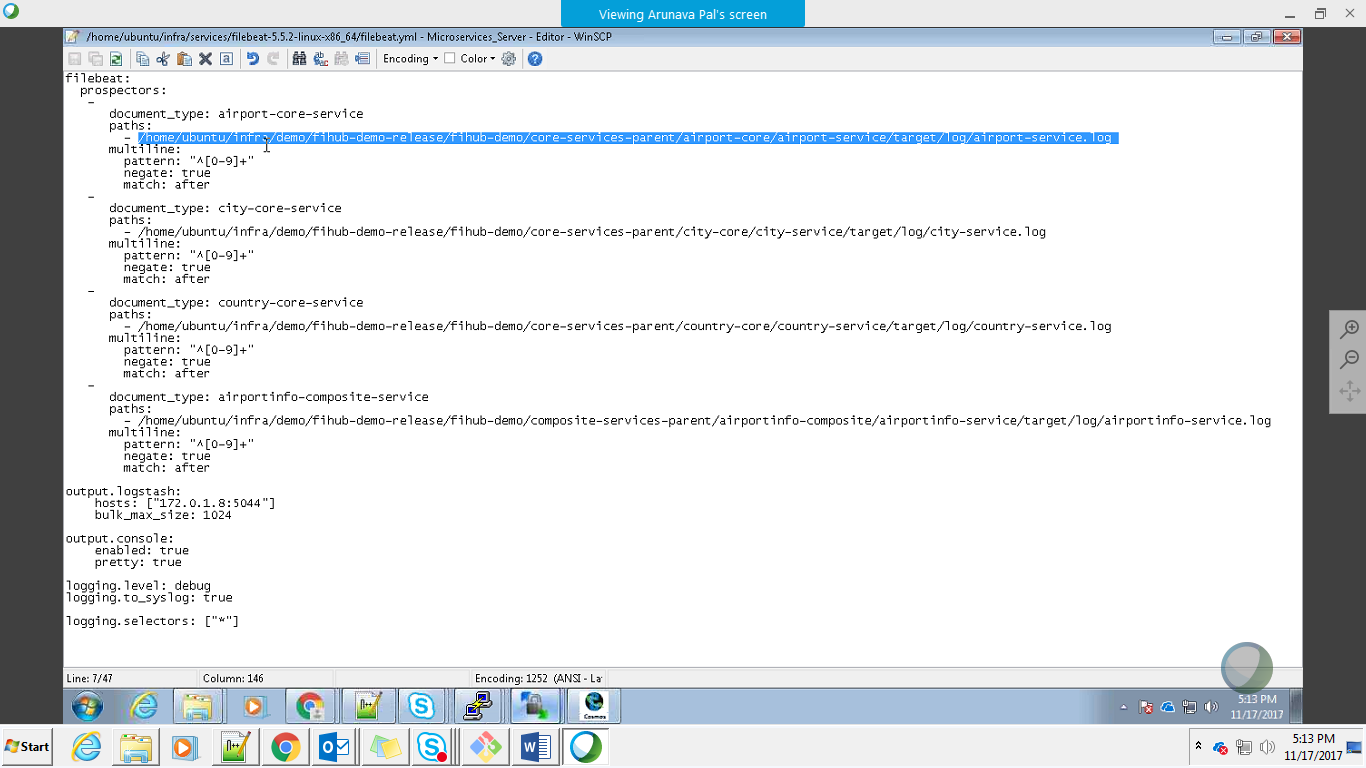 Viewing Arunava Pal's screen
/home/ubuntu/infra/services/filebeat-5.5.2-linux-x86_64/filebeat.yml - Microservices_Server - Editor - WinSCP
Encoding Color
filebeat:
prospectors:
-
document_type: airport-core-service
paths:
- /home/ubuntu/infra/demo/fihub-demo-release/fihub-demo/core-services-parent/airport-core/airport-service/target/log/airport-service.log
multiline:
pattern: "^[0-9]+"
negate: true
match: after
-
document_type: city-core-service
paths:
- /home/ubuntu/infra/demo/fihub-demo-release/fihub-demo/core-services-parent/city-core/city-service/target/log/city-service.log
multiline:
pattern: "^[0-9]+"
negate: true
match: after
-
document_type: country-core-service
paths:
- /home/ubuntu/infra/demo/fihub-demo-release/fihub-demo/core-services-parent/country-core/country-service/target/log/country-service.log
multiline:
pattern: "^[0-9]+"
negate: true
match: after
-
document_type: airportinfo-composite-service
paths:
- /home/ubuntu/infra/demo/fihub-demo-release/fihub-demo/composite-services-parent/airportinfo-composite/airportinfo-service/target/log/airportinfo-service.log
multiline:
pattern: "^[0-9]+"
negate: true
match: after
output.logstash:
hosts: ["172.0.1.8:5044"]
bulk_max_size: 1024
output.console:
enabled: true
pretty: true
logging.level: debug
logging.to_syslog: true
logging.selectors: ["*"]
Line: 7/47 Column: 146 Encoding: 1252 (ANSI - La
Cosmos
5:13 PM
11/17/2017
Start
5:13 PM
11/17/2017